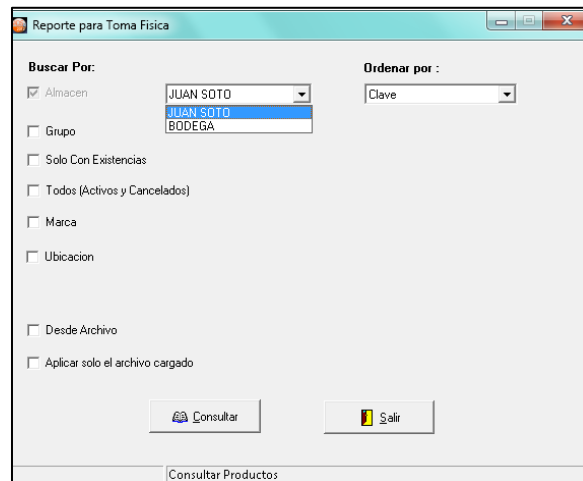 Reporte para Toma Fisica
Buscar Por:
Ordenar por :
Almacen
JUAN SOTO
Clave
JUAN SOTO
BODEGA
Grupo
Solo Con Existencias
Todos (Activos y Cancelados)
Marca
Ubicacion
Desde Archivo
Aplicar solo el archivo cargado
Consultar
Salir
Consultar Productos